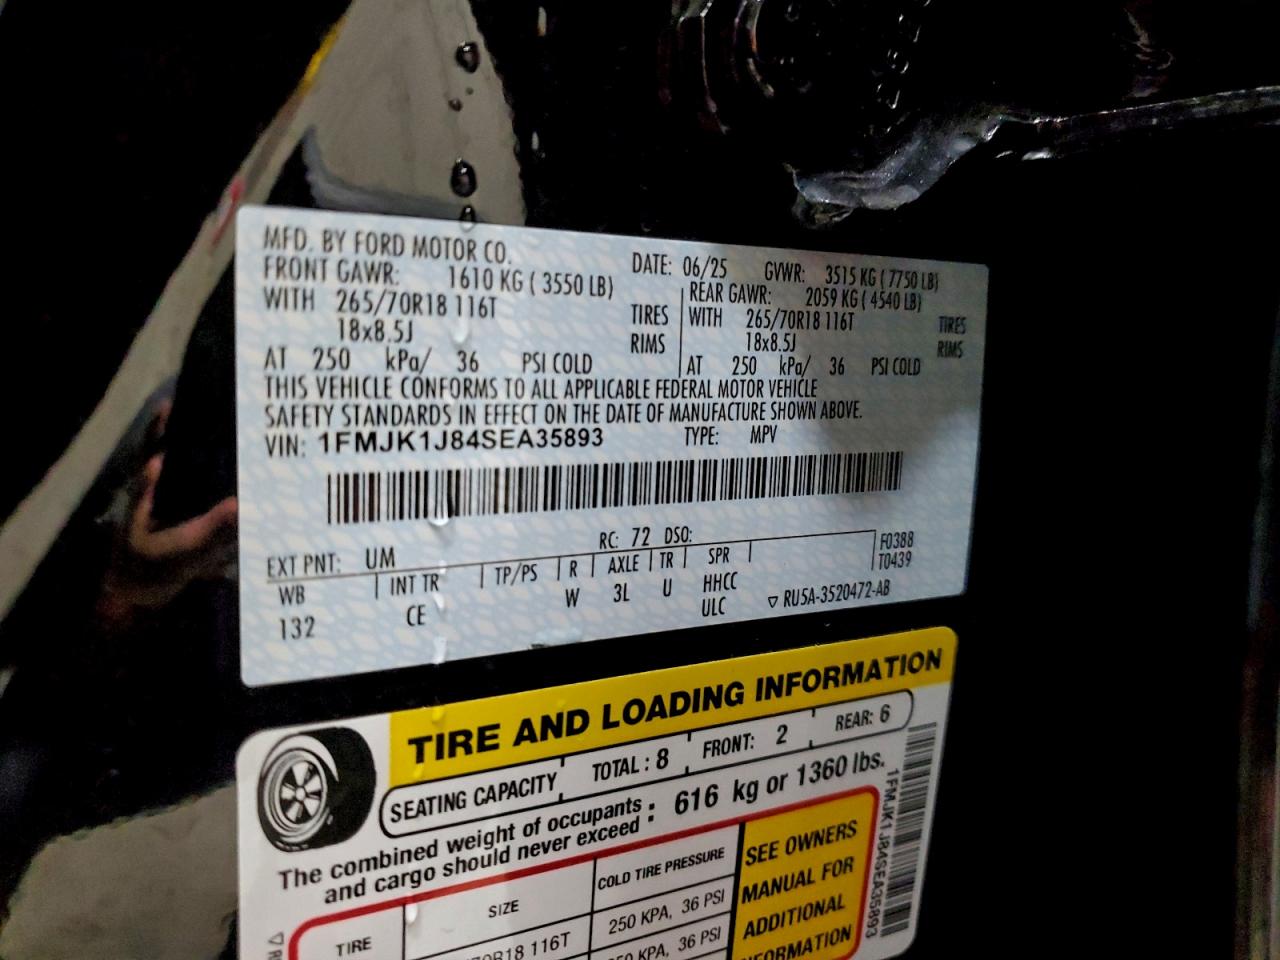 MFD. BY FORD MOTOR CO.
DATE: 06/25 GVWR: 3515 KG ( 7750 LB)
FRONT GAWR: 1610 KG ( 3550 LB)
REAR GAWR: 2059 KG ( 4540 LB)
WITH 265/70R18 116T TIRES
WITH 265/70R18 116T TIRES
18x8.5J RIMS
18x8.5J RIMS
AT 250 kPa/ 36 PSI COLD
AT 250 kPa/ 36 PSI COLD
THIS VEHICLE CONFORMS TO ALL APPLICABLE FEDERAL MOTOR VEHICLE
SAFETY STANDARDS IN EFFECT ON THE DATE OF MANUFACTURE SHOWN ABOVE.
VIN: 1FMJK1J84SEA35893 TYPE: MPV
EXT PNT: UM RC: 72 DSO:
WB INT TR TP/PS R AXLE TR SPR F0388
T0439
132 CE W 3L U HHCC
ULC ▽ RU5A-3520472-AB
TIRE AND LOADING INFORMATION
SEATING CAPACITY TOTAL : 8 FRONT: 2 REAR: 6
The combined weight of occupants
and cargo should never exceed : 616 kg or 1360 lbs.
TIRE SIZE COLD TIRE PRESSURE
SEE OWNERS
MANUAL FOR
ADDITIONAL
INFORMATION
70R18 116T 250 KPA, 36 PSI
KPA, 36 PSI
1FMJK1J84SEA35893